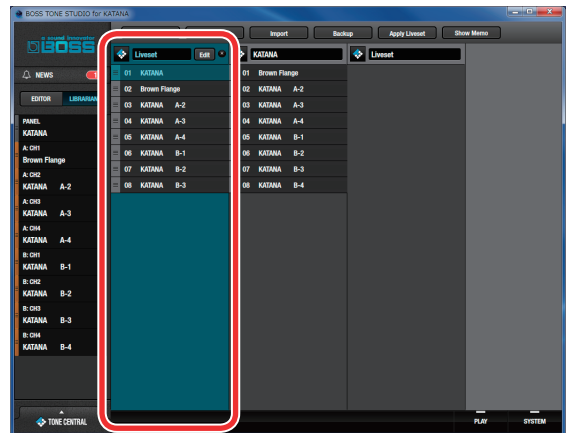 BOSS TONE STUDIO for KATANA
a sound innovator
BOSS
Import
Backup
Apply Liveset
Show Memo
NEWS
1
EDITOR
LIBRARIAN
PANEL
KATANA
A: CH1
Brown Flange
A: CH2
KATANA A-2
A: CH3
KATANA A-3
A: CH4
KATANA A-4
B: CH1
KATANA B-1
B: CH2
KATANA B-2
B: CH3
KATANA B-3
B: CH4
KATANA B-4
TONE CENTRAL
Liveset
Edit
01 KATANA
02 Brown Flange
03 KATANA A-2
04 KATANA A-3
05 KATANA A-4
06 KATANA B-1
07 KATANA B-2
08 KATANA B-3
KATANA
01 Brown Flange
02 KATANA A-2
03 KATANA A-3
04 KATANA A-4
05 KATANA B-1
06 KATANA B-2
07 KATANA B-3
08 KATANA B-4
Liveset
PLAY
SYSTEM